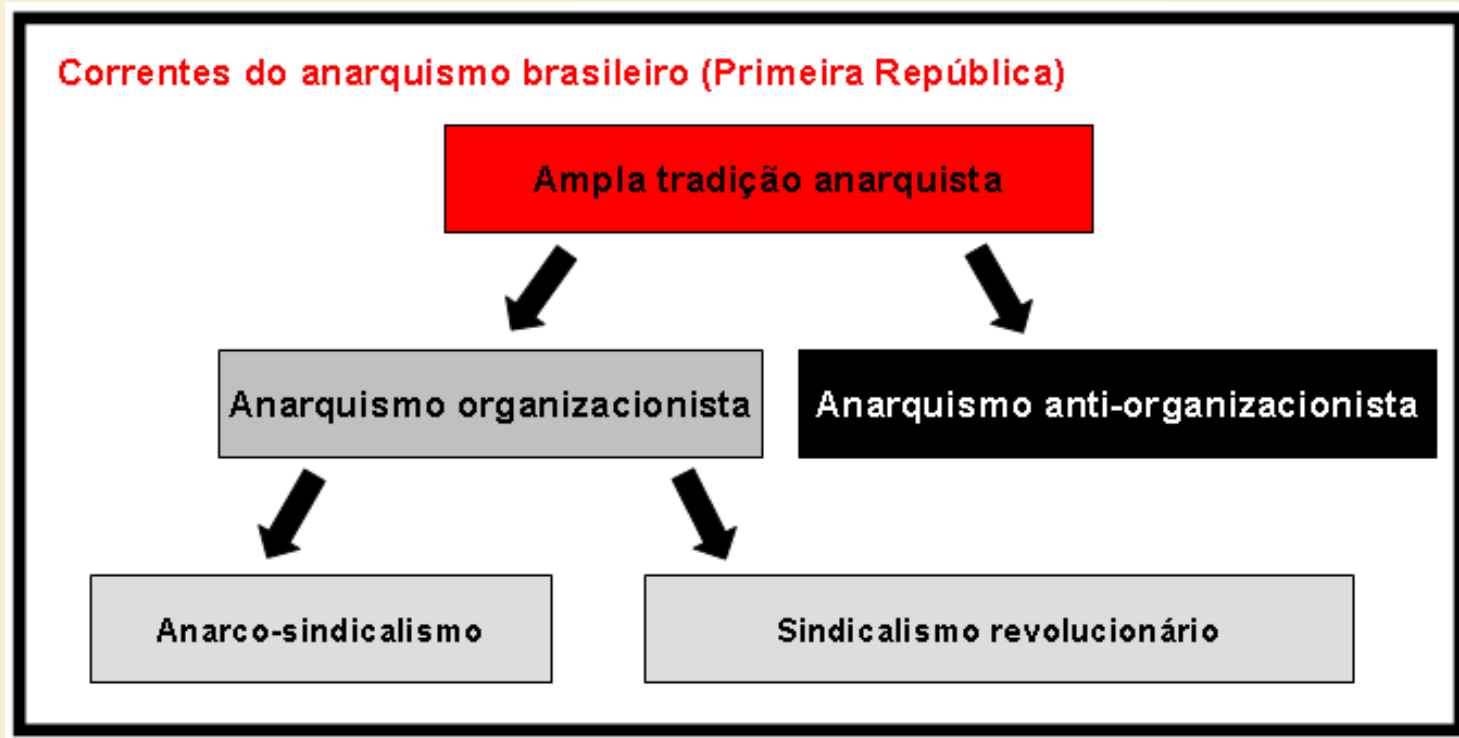 Correntes do anarquismo brasileiro (Primeira República)
Ampla tradição anarquista
Anarquismo organizacionista
Anarquismo anti-organizacionista
Anarco-sindicalismo
Sindicalismo revolucionário